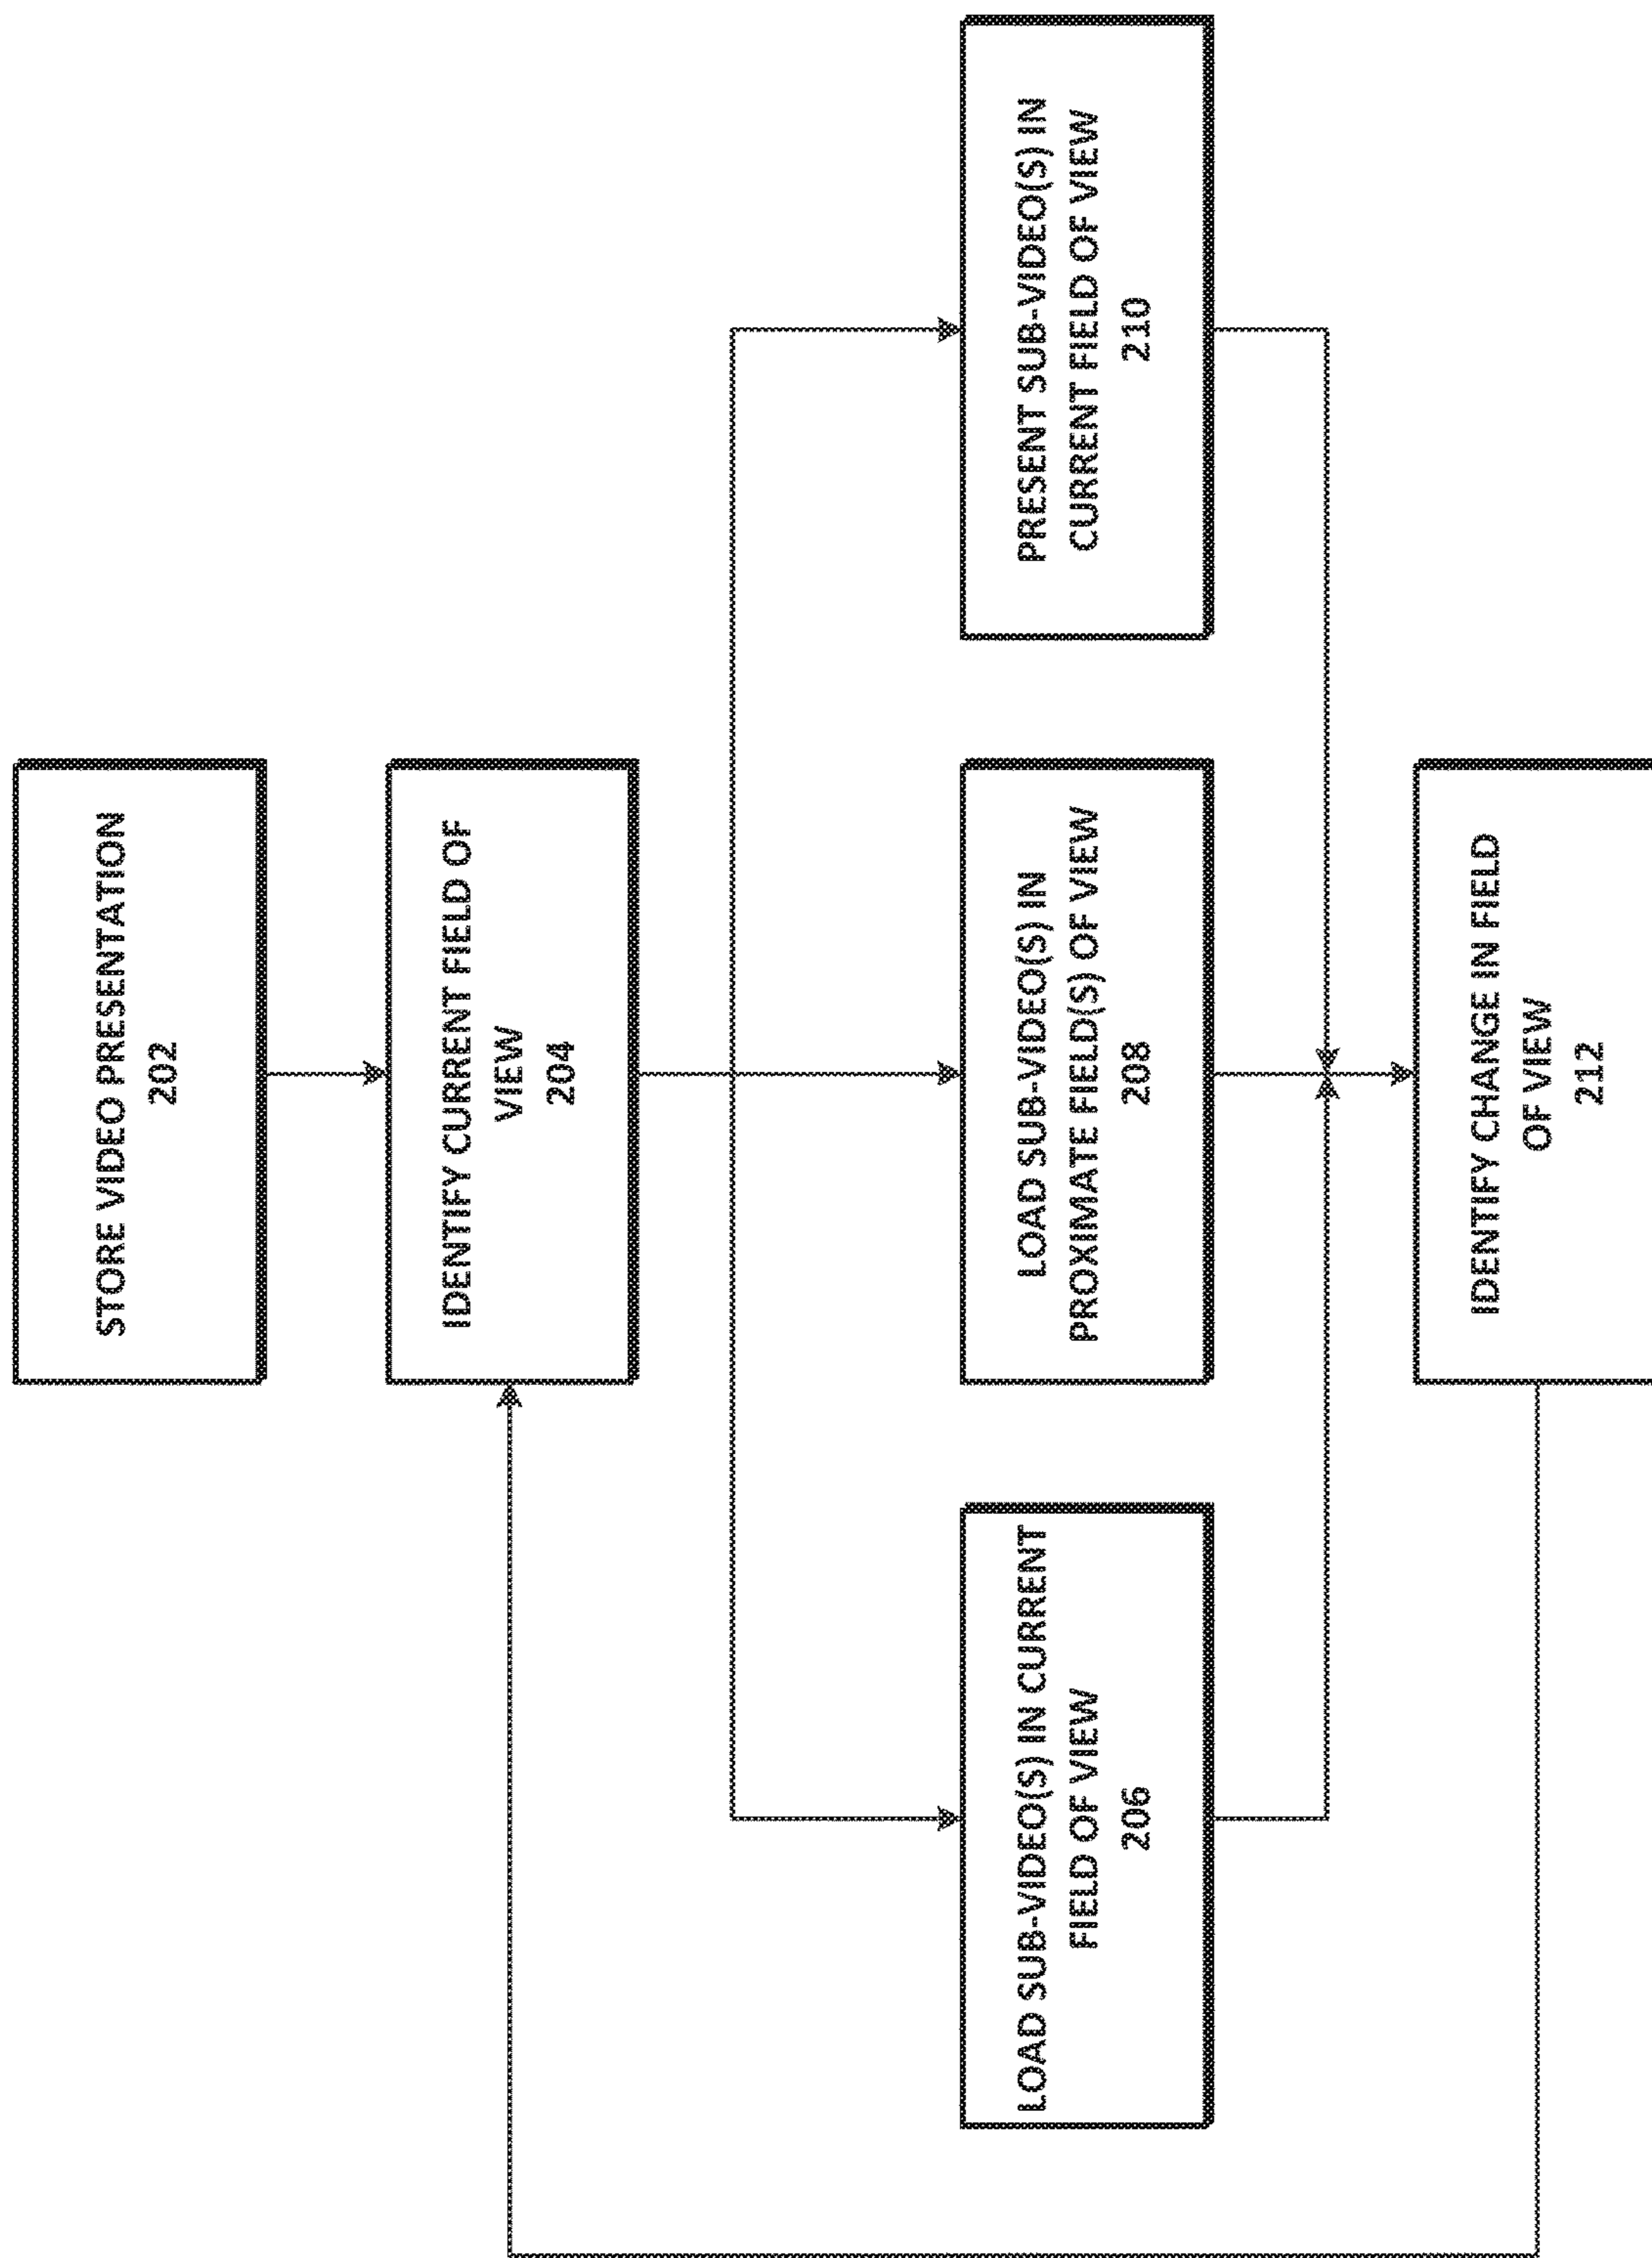 STORE VIDEO PRESENTATION
202
IDENTIFY CURRENT FIELD OF
VIEW
204
LOAD SUB-VIDEO(S) IN CURRENT
FIELD OF VIEW
206
LOAD SUB-VIDEO(S) IN
PROXIMATE FIELD(S) OF VIEW
208
PRESENT SUB-VIDEO(S) IN
CURRENT FIELD OF VIEW
210
IDENTIFY CHANGE IN FIELD
OF VIEW
212